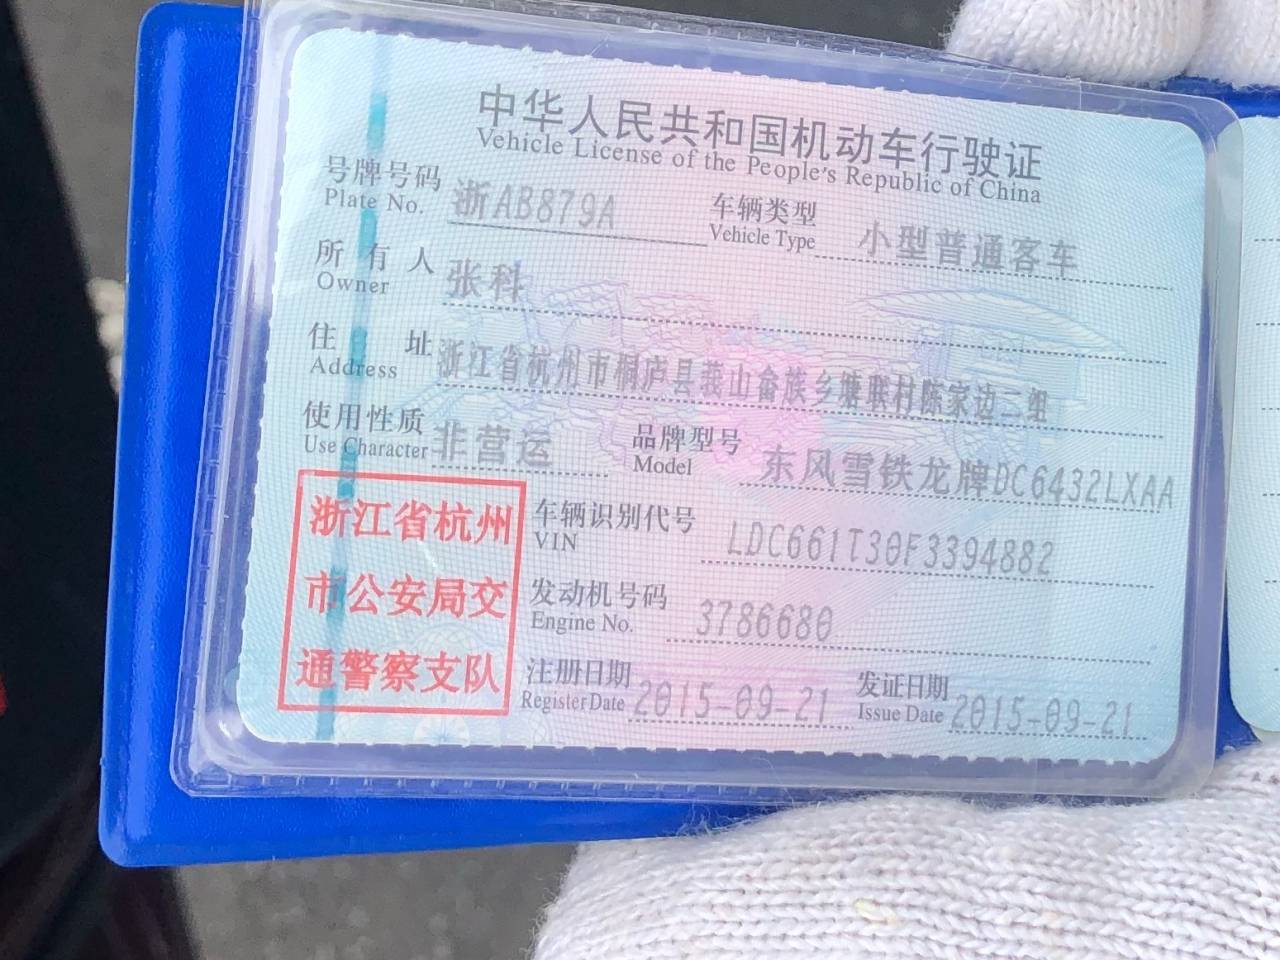 中华人民共和国机动车行驶证
Vehicle License of the People's Republic of China
号牌号码 浙AB879A 车辆类型 小型普通客车
Plate No. Vehicle Type
所有人 张科
Owner
住址 浙江省杭州市桐庐县莪山畲族乡塘联村陈家边二组
Address
使用性质 非营运 品牌型号 东风雪铁龙牌DC6432LXAA
Use Character Model
浙江省杭州
市公安局交
通警察支队
车辆识别代号 LDC661T30F3394882
VIN
发动机号码 3786680
Engine No.
注册日期 2015-09-21 发证日期 2015-09-21
Register Date Issue Date